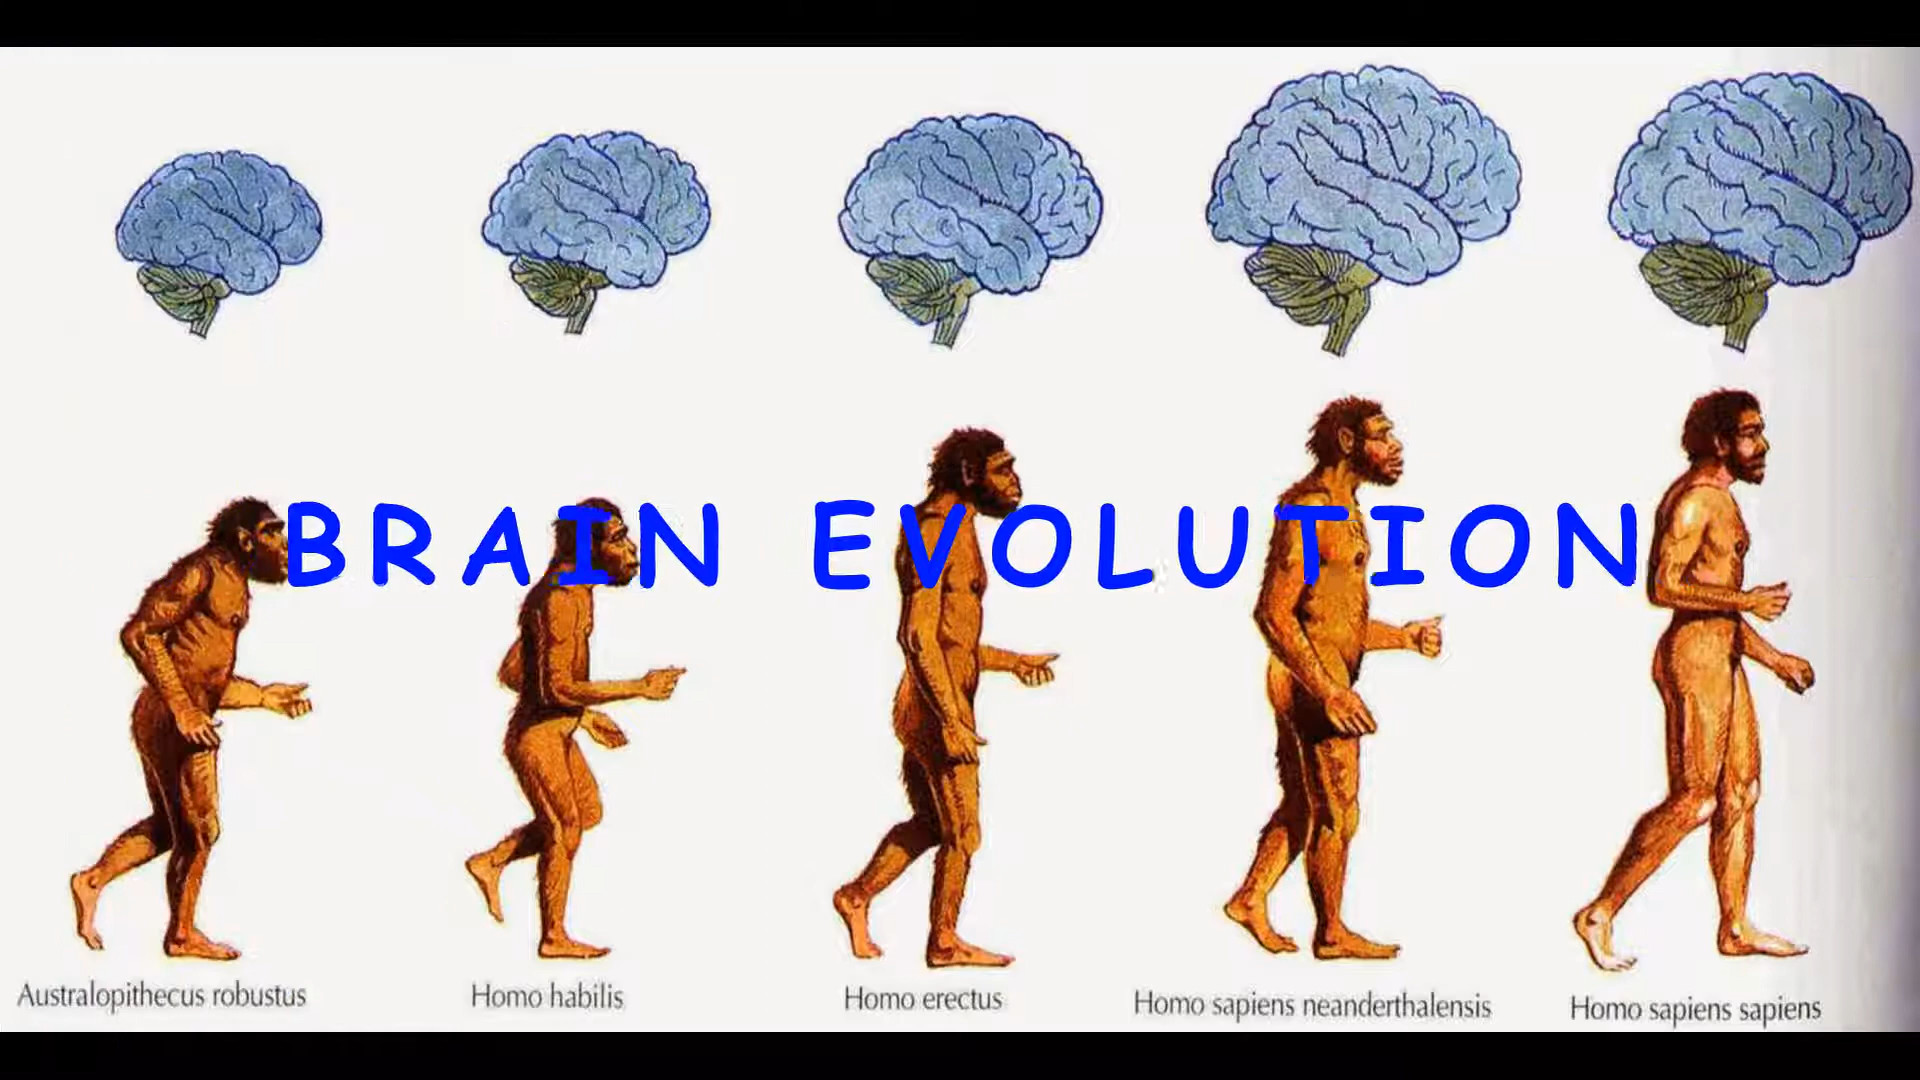 BRAIN EVOLUTION
Australopithecus robustus
Homo habilis
Homo erectus
Homo sapiens neanderthalensis
Homo sapiens sapiens